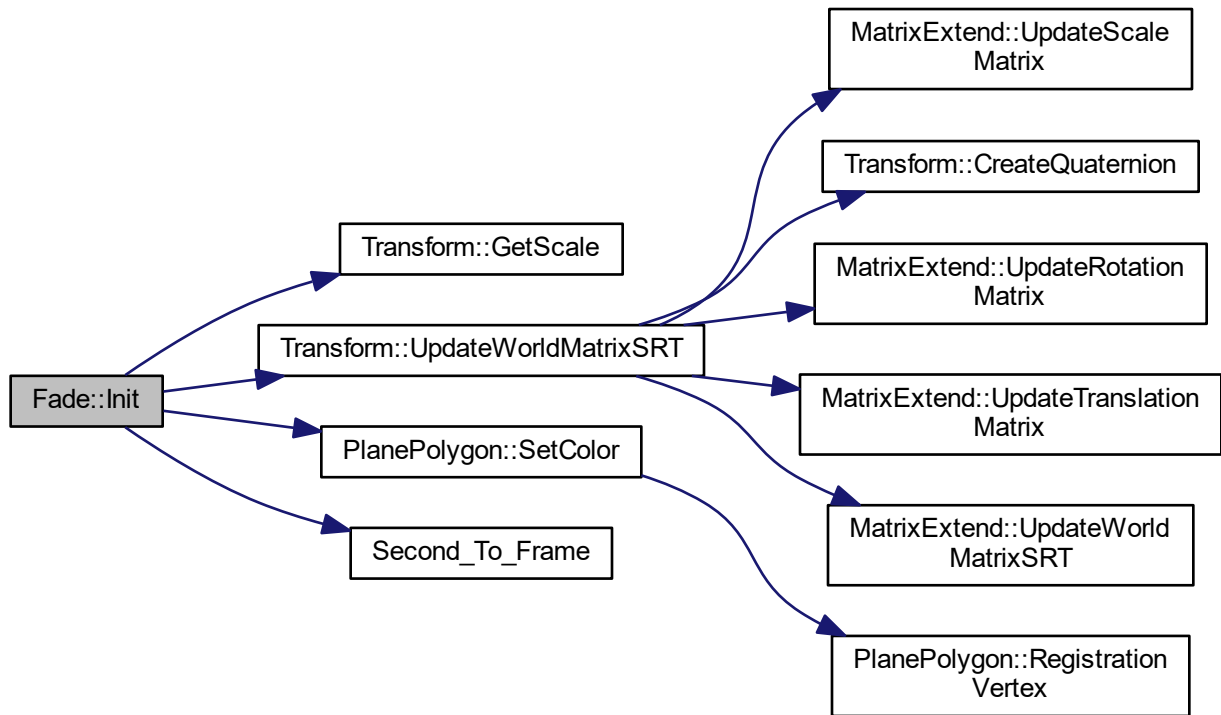 MatrixExtend::UpdateScale
Matrix
Transform::CreateQuaternion
Transform::GetScale
MatrixExtend::UpdateRotation
Matrix
Transform::UpdateWorldMatrixSRT
Fade::Init
MatrixExtend::UpdateTranslation
Matrix
PlanePolygon::SetColor
MatrixExtend::UpdateWorld
MatrixSRT
Second_To_Frame
PlanePolygon::Registration
Vertex